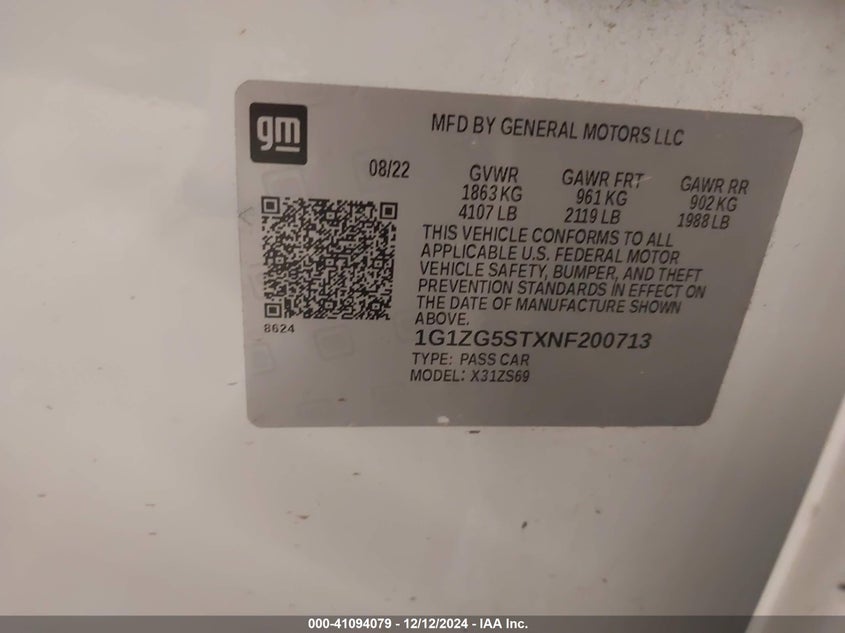 gm
MFD BY GENERAL MOTORS LLC
08/22
GVWR
1863 KG
4107 LB
GAWR FRT
961 KG
2119 LB
GAWR RR
902 KG
1988 LB
THIS VEHICLE CONFORMS TO ALL
APPLICABLE U.S. FEDERAL MOTOR
VEHICLE SAFETY, BUMPER, AND THEFT
PREVENTION STANDARDS IN EFFECT ON
THE DATE OF MANUFACTURE SHOWN
ABOVE.
8624
1G1ZG5STXNF200713
TYPE: PASS CAR
MODEL: X31ZS69
000-41094079 - 12/12/2024 - IAA Inc.